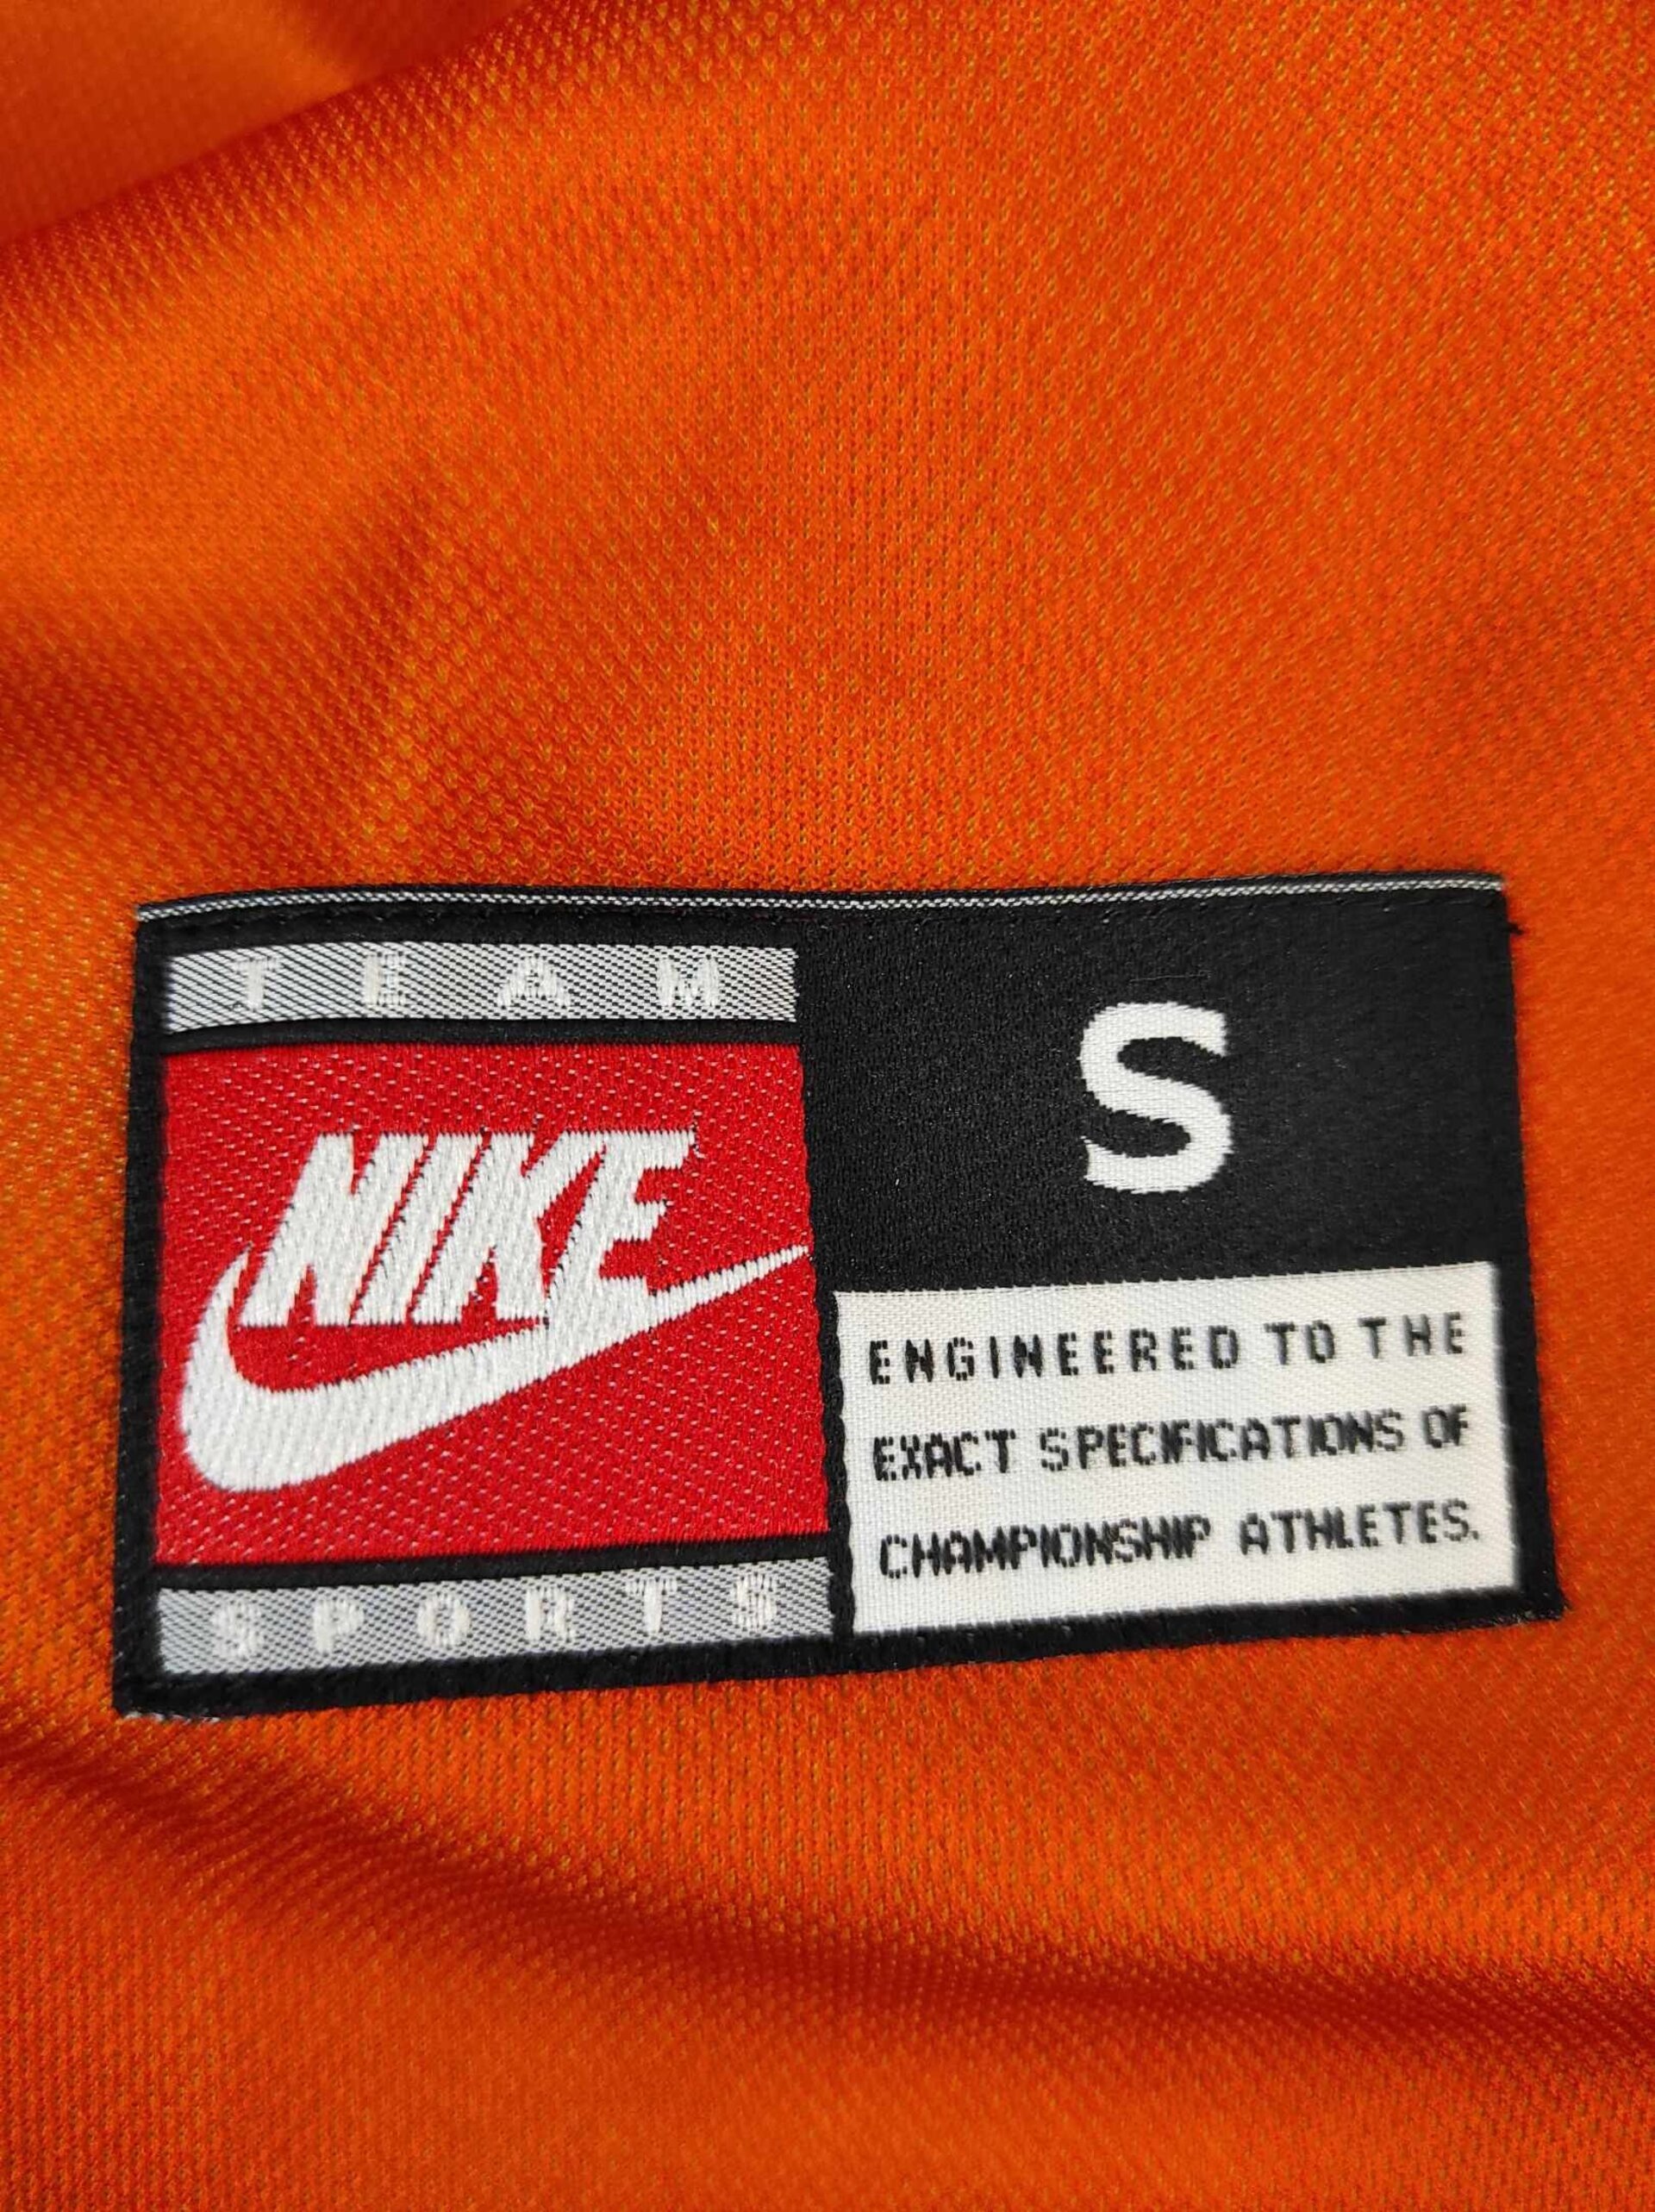 TEAM
NIKE
SPORTS
S
ENGINEERED TO THE
EXACT SPECIFICATIONS OF
CHAMPIONSHIP ATHLETES.